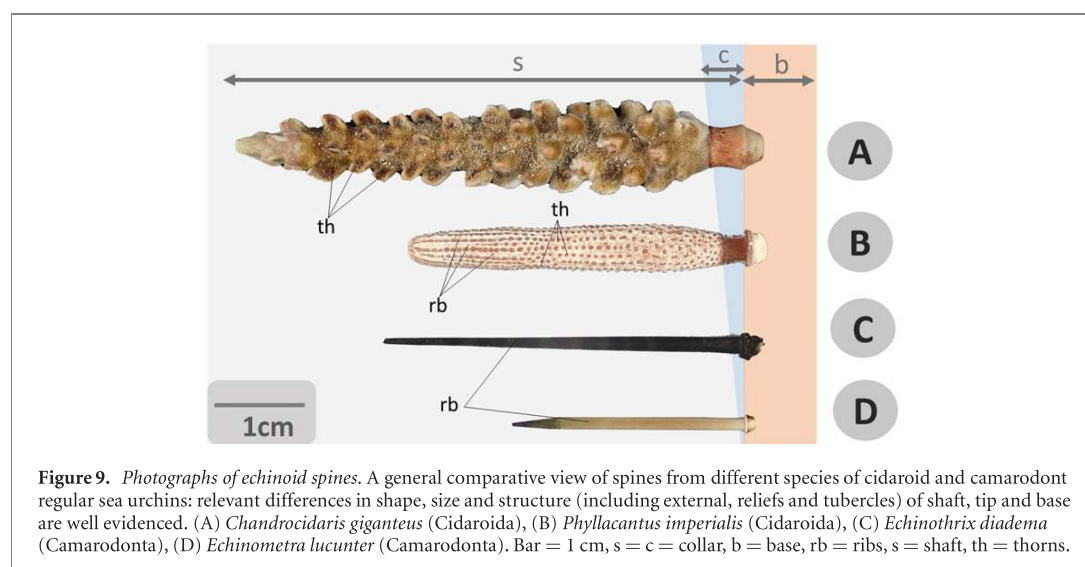 s
c
b
A
th
th
B
rb
C
rb
D
1cm
Figure 9. Photographs of echinoid spines. A general comparative view of spines from different species of cidaroid and camarodont
regular sea urchins: relevant differences in shape, size and structure (including external, reliefs and tubercles) of shaft, tip and base
are well evidenced. (A) Chandrocidaris giganteus (Cidaroida), (B) Phyllacantus imperialis (Cidaroida), (C) Echinothrix diadema
(Camarodonta), (D) Echinometra lucunter (Camarodonta). Bar = 1 cm, s = c = collar, b = base, rb = ribs, s = shaft, th = thorns.